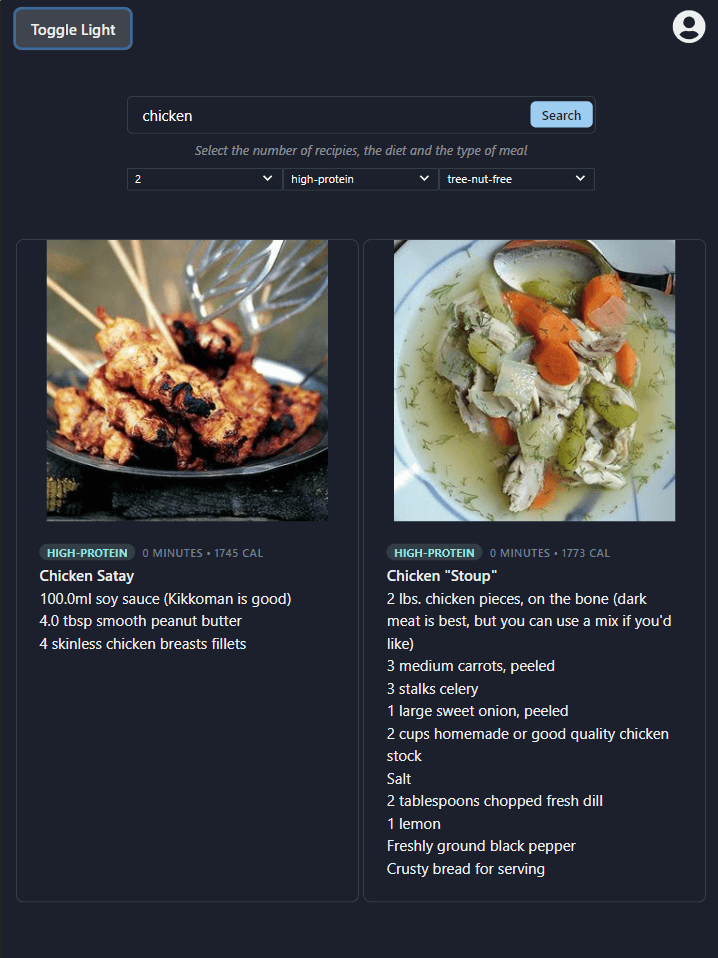 Toggle Light
chicken
Search
Select the number of recipies, the diet and the type of meal
2
high-protein
tree-nut-free
HIGH-PROTEIN 0 MINUTES • 1745 CAL
Chicken Satay
100.0ml soy sauce (Kikkoman is good)
4.0 tbsp smooth peanut butter
4 skinless chicken breasts fillets
HIGH-PROTEIN 0 MINUTES • 1773 CAL
Chicken "Stoup"
2 lbs. chicken pieces, on the bone (dark
meat is best, but you can use a mix if you'd
like)
3 medium carrots, peeled
3 stalks celery
1 large sweet onion, peeled
2 cups homemade or good quality chicken
stock
Salt
2 tablespoons chopped fresh dill
1 lemon
Freshly ground black pepper
Crusty bread for serving